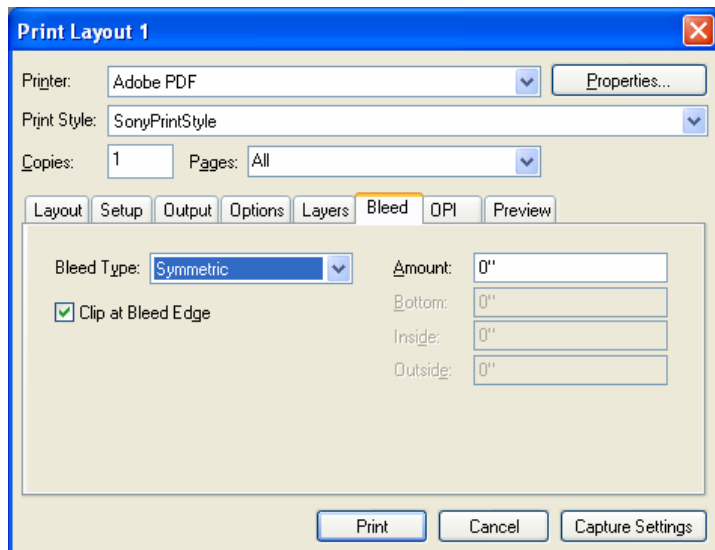 Print Layout 1
Printer: Adobe PDF Properties...
Print Style: SonyPrintStyle
Copies: 1 Pages: All
Layout Setup Output Options Layers Bleed OPI Preview
Bleed Type: Symmetric Amount: 0"
Clip at Bleed Edge Bottom: 0"
Inside: 0"
Outside: 0"
Print Cancel Capture Settings